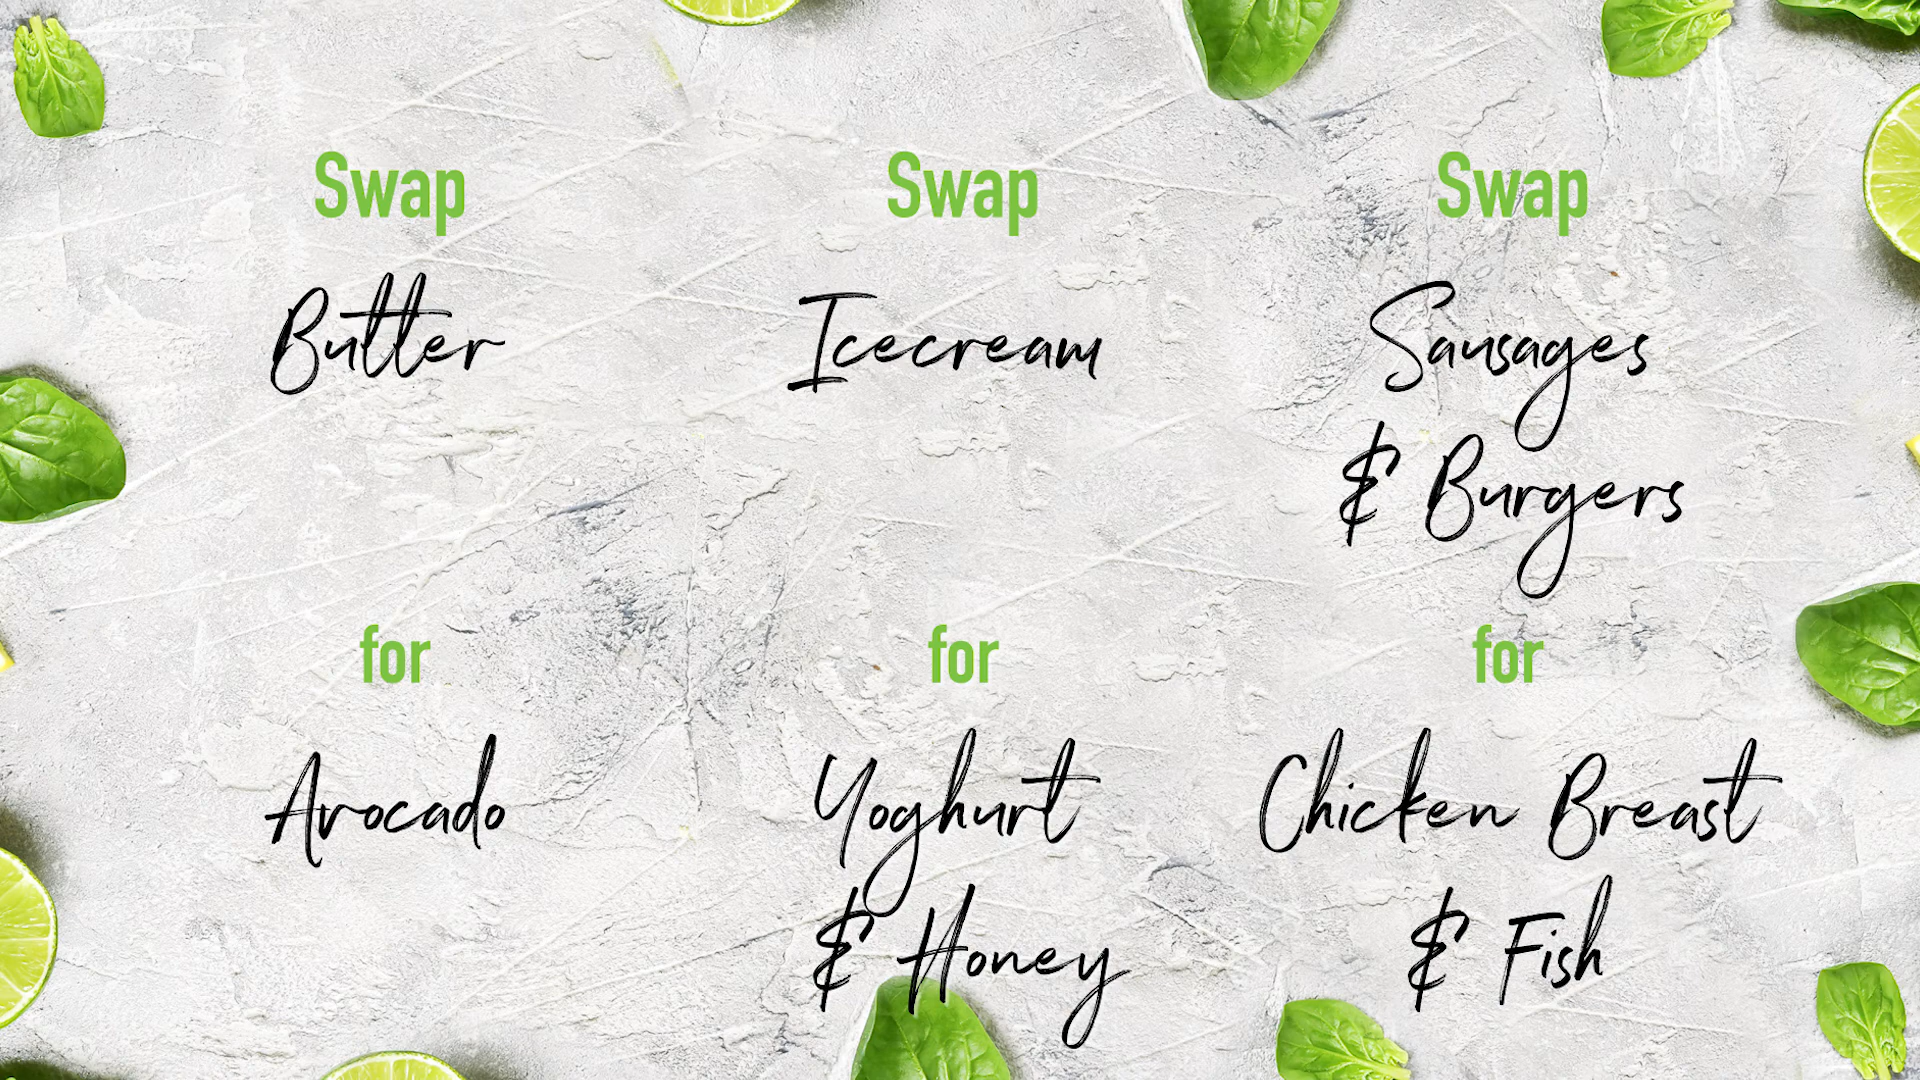 Swap
Butter
for
Avocado
Swap
Icecream
for
Yoghurt
& Honey
Swap
Sausages
& Burgers
for
Chicken Breast
& Fish